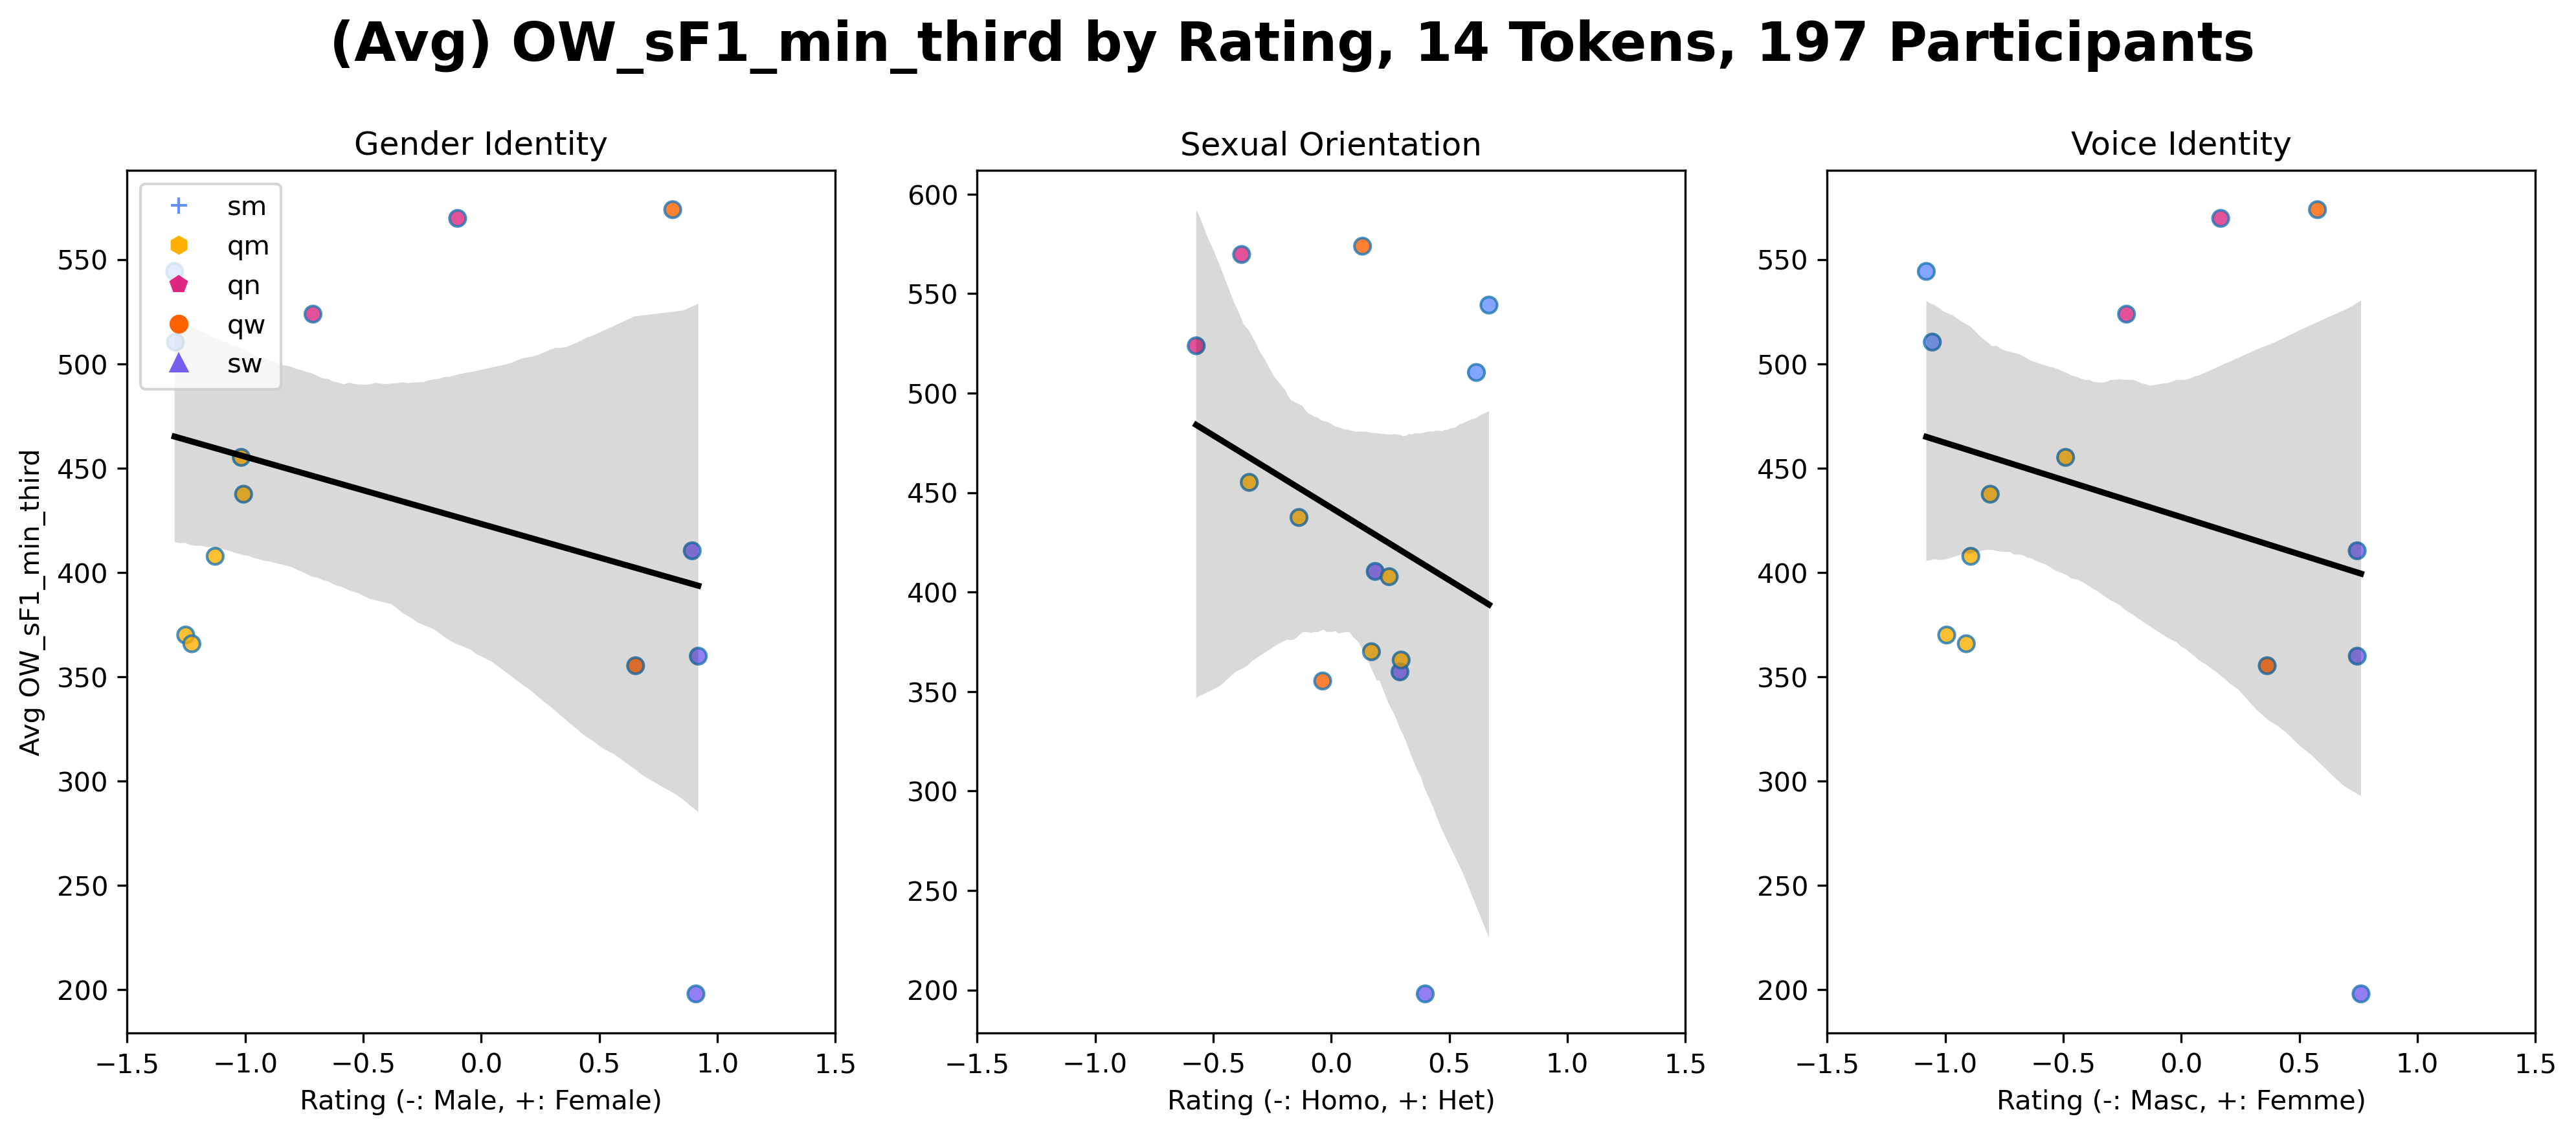 (Avg) OW_sF1_min_third by Rating, 14 Tokens, 197 Participants
Gender Identity
sm
qm
qn
qw
sw
Avg OW_sF1_min_third
550
500
450
400
350
300
250
200
−1.5 −1.0 −0.5 0.0 0.5 1.0 1.5
Rating (-: Male, +: Female)
Sexual Orientation
600
550
500
450
400
350
300
250
200
−1.5 −1.0 −0.5 0.0 0.5 1.0 1.5
Rating (-: Homo, +: Het)
Voice Identity
550
500
450
400
350
300
250
200
−1.5 −1.0 −0.5 0.0 0.5 1.0 1.5
Rating (-: Masc, +: Femme)